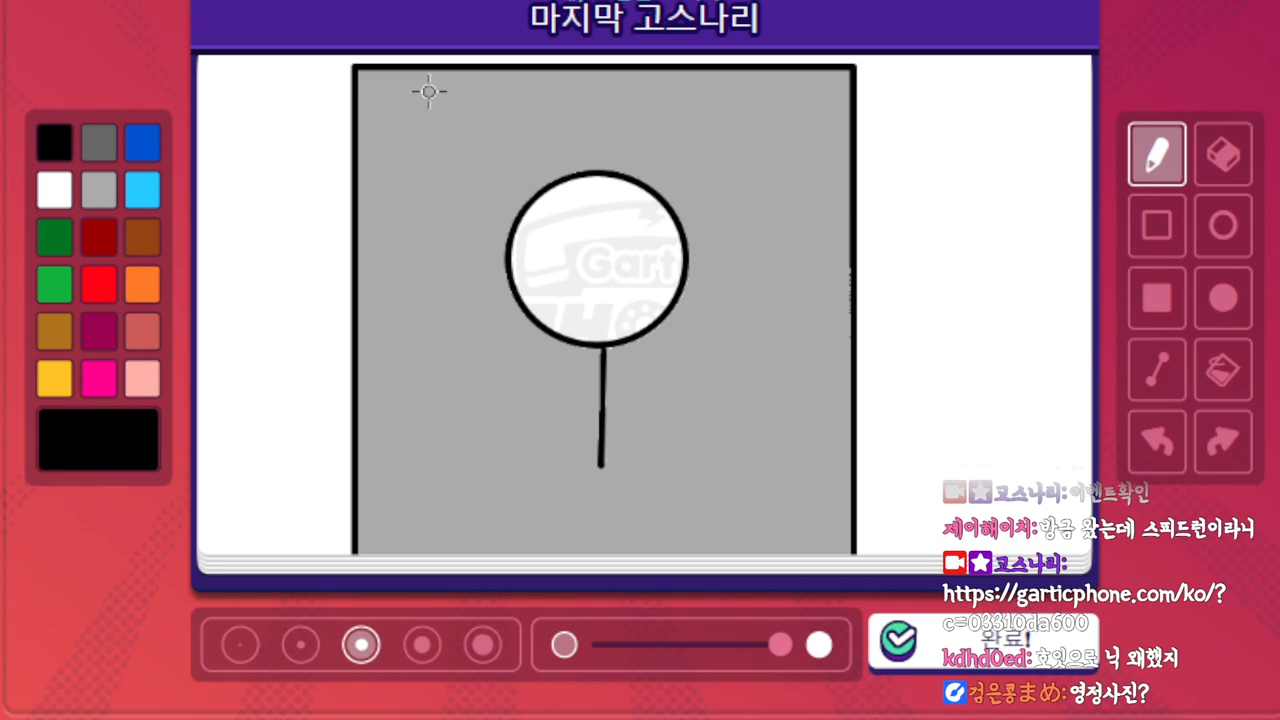 마지막 고스나리
Gart
고스나리: 이벤트확인
제이해이치: 방금 왔는데 스피드런이라니
고스나리:
https://garticphone.com/ko/?
c=03310da600
완료!
kdhd0ed: 호잇으로 닉 왜했지
검은콩まめ: 영정사진?